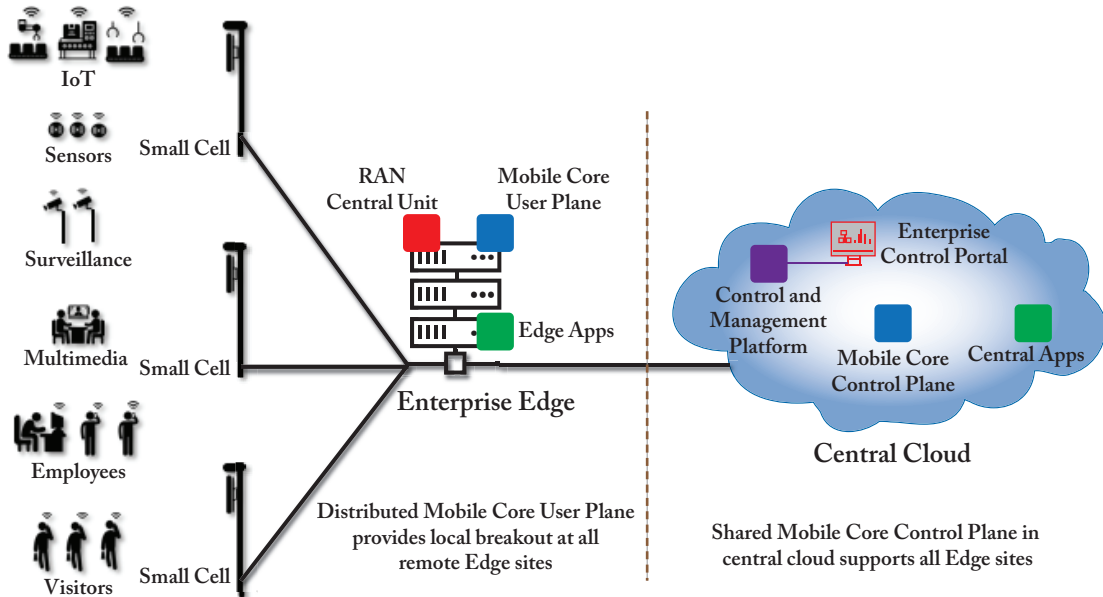 IoT
Sensors
Surveillance
Multimedia
Employees
Visitors
Small Cell
Small Cell
Small Cell
RAN
Central Unit
Mobile Core
User Plane
Edge Apps
Enterprise Edge
Distributed Mobile Core User Plane
provides local breakout at all
remote Edge sites
Enterprise
Control Portal
Control and
Management
Platform
Mobile Core
Control Plane
Central Apps
Central Cloud
Shared Mobile Core Control Plane in
central cloud supports all Edge sites